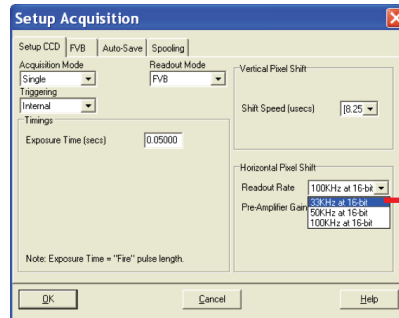 Setup Acquisition
Setup CCD FVB Auto-Save Spooling
Acquisition Mode
Single
Readout Mode
FVB
Triggering
Internal
Timings
Exposure Time (secs) 0.05000
Note: Exposure Time = "Fire" pulse length.
Vertical Pixel Shift
Shift Speed (usecs) [8.25
Horizontal Pixel Shift
Readout Rate 100KHz at 16-bit
Pre-Amplifier Gain
33KHz at 16-bit
50KHz at 16-bit
100KHz at 16-bit
OK Cancel Help